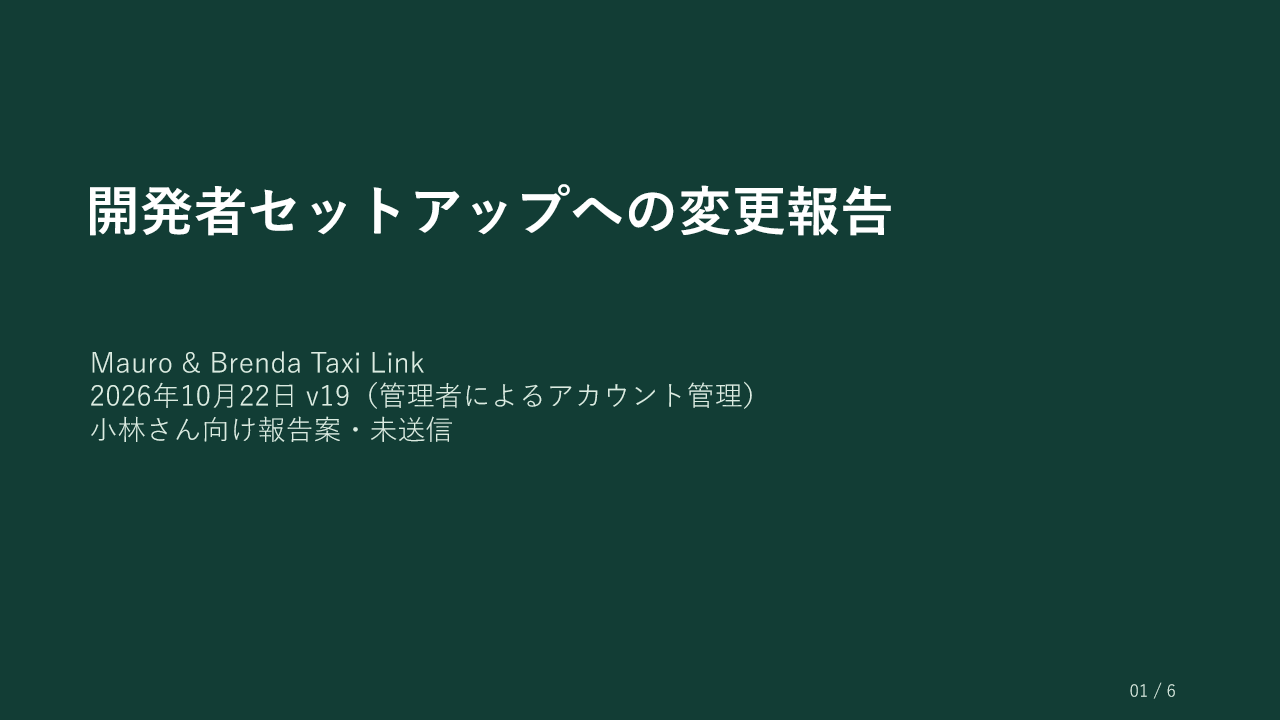 開発者セットアップへの変更報告
Mauro & Brenda Taxi Link
2026年10月22日 v19（管理者によるアカウント管理）
小林さん向け報告案・未送信
01 / 6